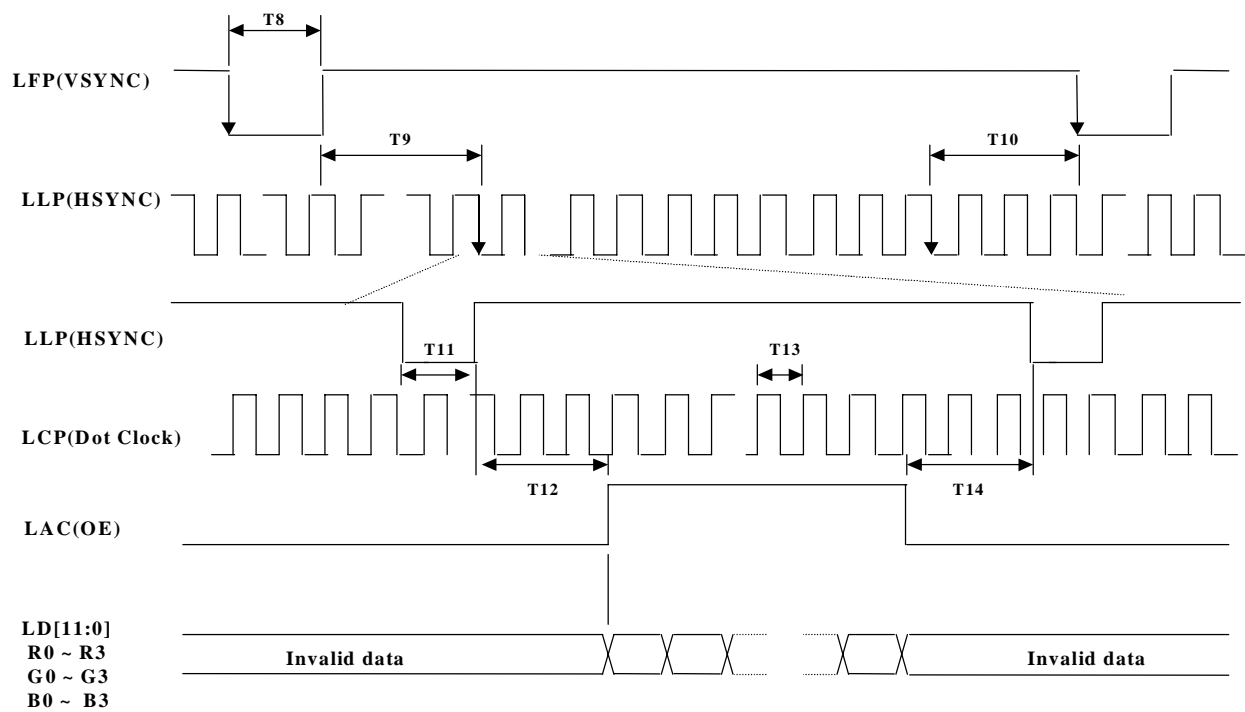 T8
LFP(VSYNC)
T9
T10
LLP(HSYNC)
LLP(HSYNC)
T11
T13
LCP(Dot Clock)
T12
T14
LAC(OE)
LD[11:0]
R0 ~ R3
G0 ~ G3
B0 ~ B3
Invalid data
Invalid data